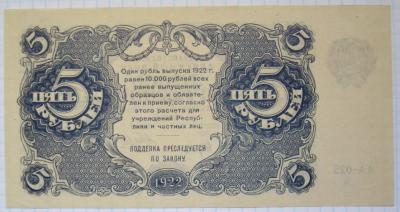 5 5
Один рубль выпуска 1922 г.
равен 10.000 рублей всех
ранее выпущенных
образцов и обязате-
лен к приему, согласно
этого расчета для
учреждений Респуб-
лики и частных лиц.
5 ПЯТЬ РУБЛЕЙ
5 ПЯТЬ РУБЛЕЙ
ПОДДЕЛКА ПРЕСЛЕДУЕТСЯ
ПО ЗАКОНУ.
5 1922 5